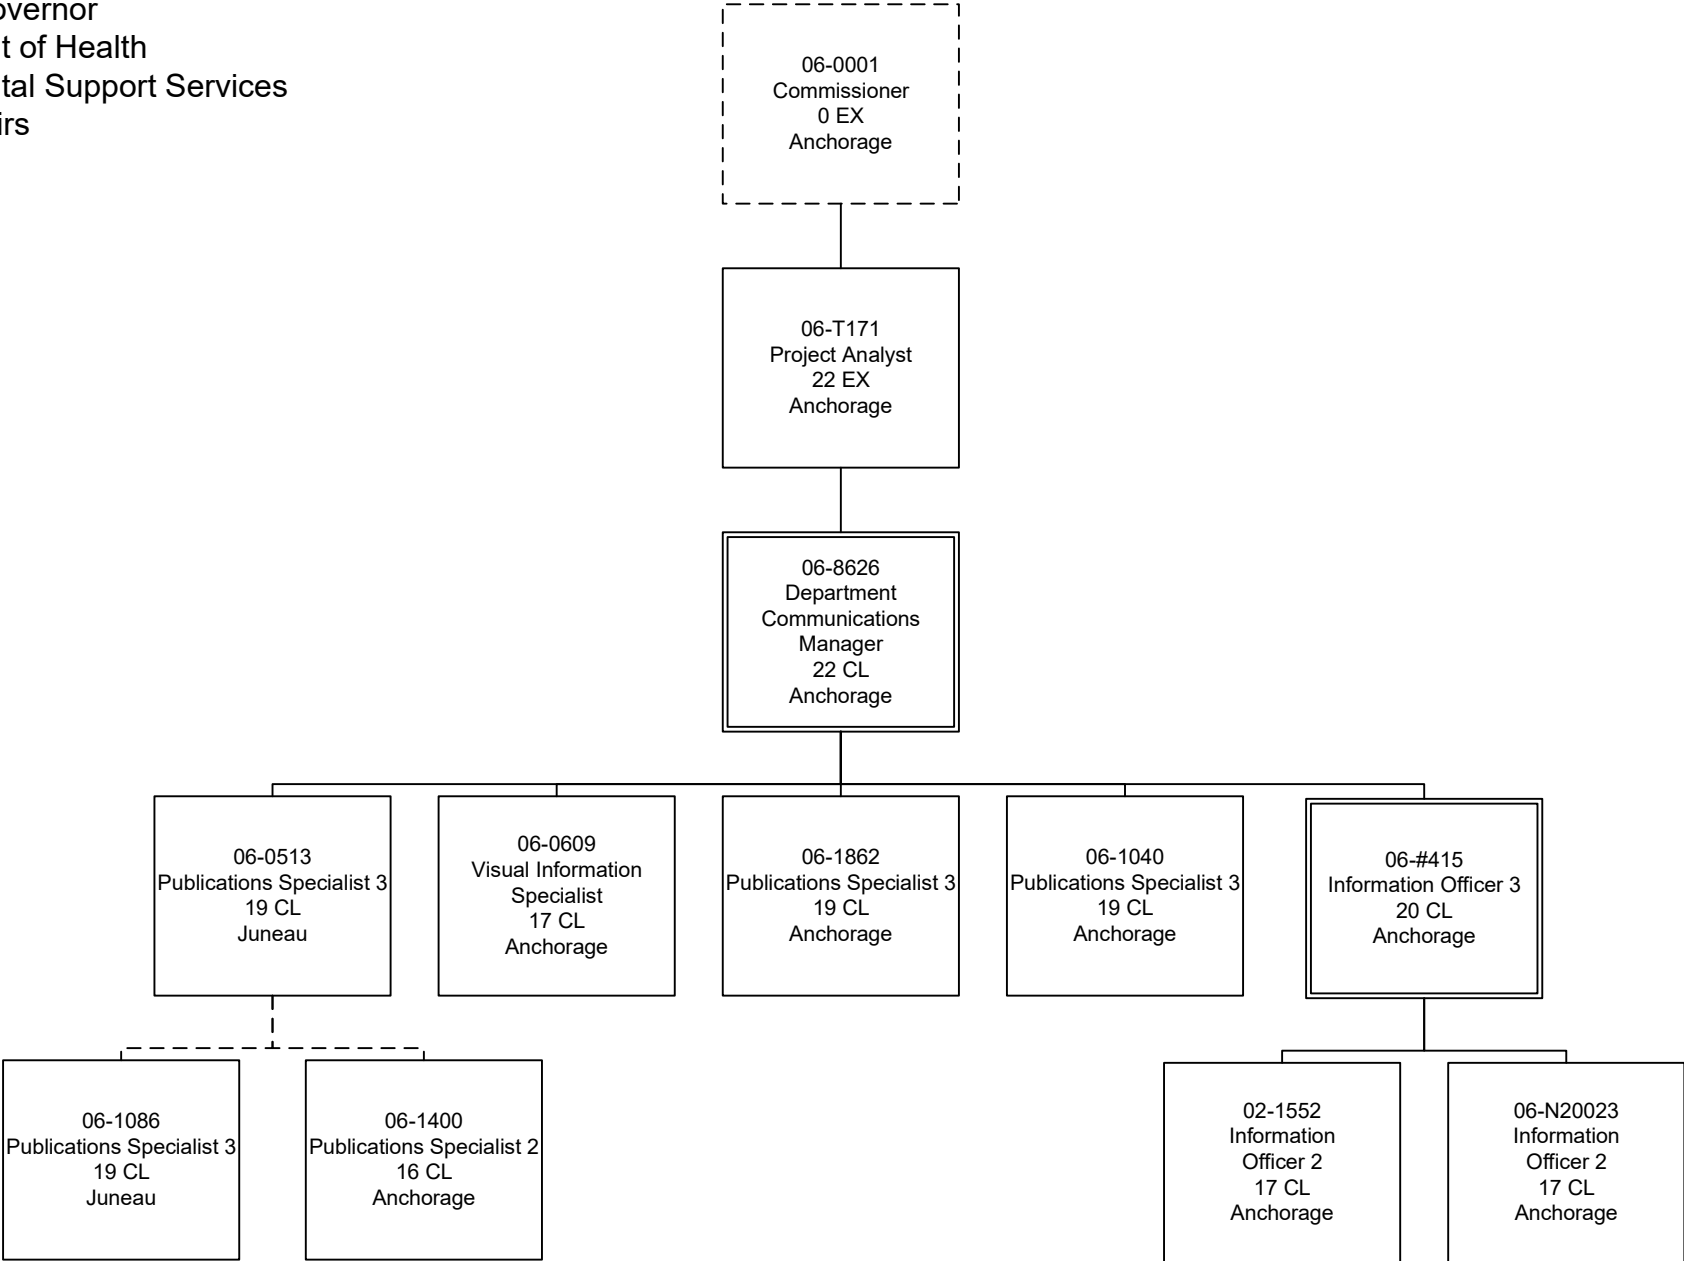 overnor
t of Health
tal Support Services
irs
06-0001
Commissioner
0 EX
Anchorage
06-T171
Project Analyst
22 EX
Anchorage
06-8626
Department
Communications
Manager
22 CL
Anchorage
06-0513
Publications Specialist 3
19 CL
Juneau
06-0609
Visual Information
Specialist
17 CL
Anchorage
06-1862
Publications Specialist 3
19 CL
Anchorage
06-1040
Publications Specialist 3
19 CL
Anchorage
06-#415
Information Officer 3
20 CL
Anchorage
06-1086
Publications Specialist 3
19 CL
Juneau
06-1400
Publications Specialist 2
16 CL
Anchorage
02-1552
Information
Officer 2
17 CL
Anchorage
06-N20023
Information
Officer 2
17 CL
Anchorage